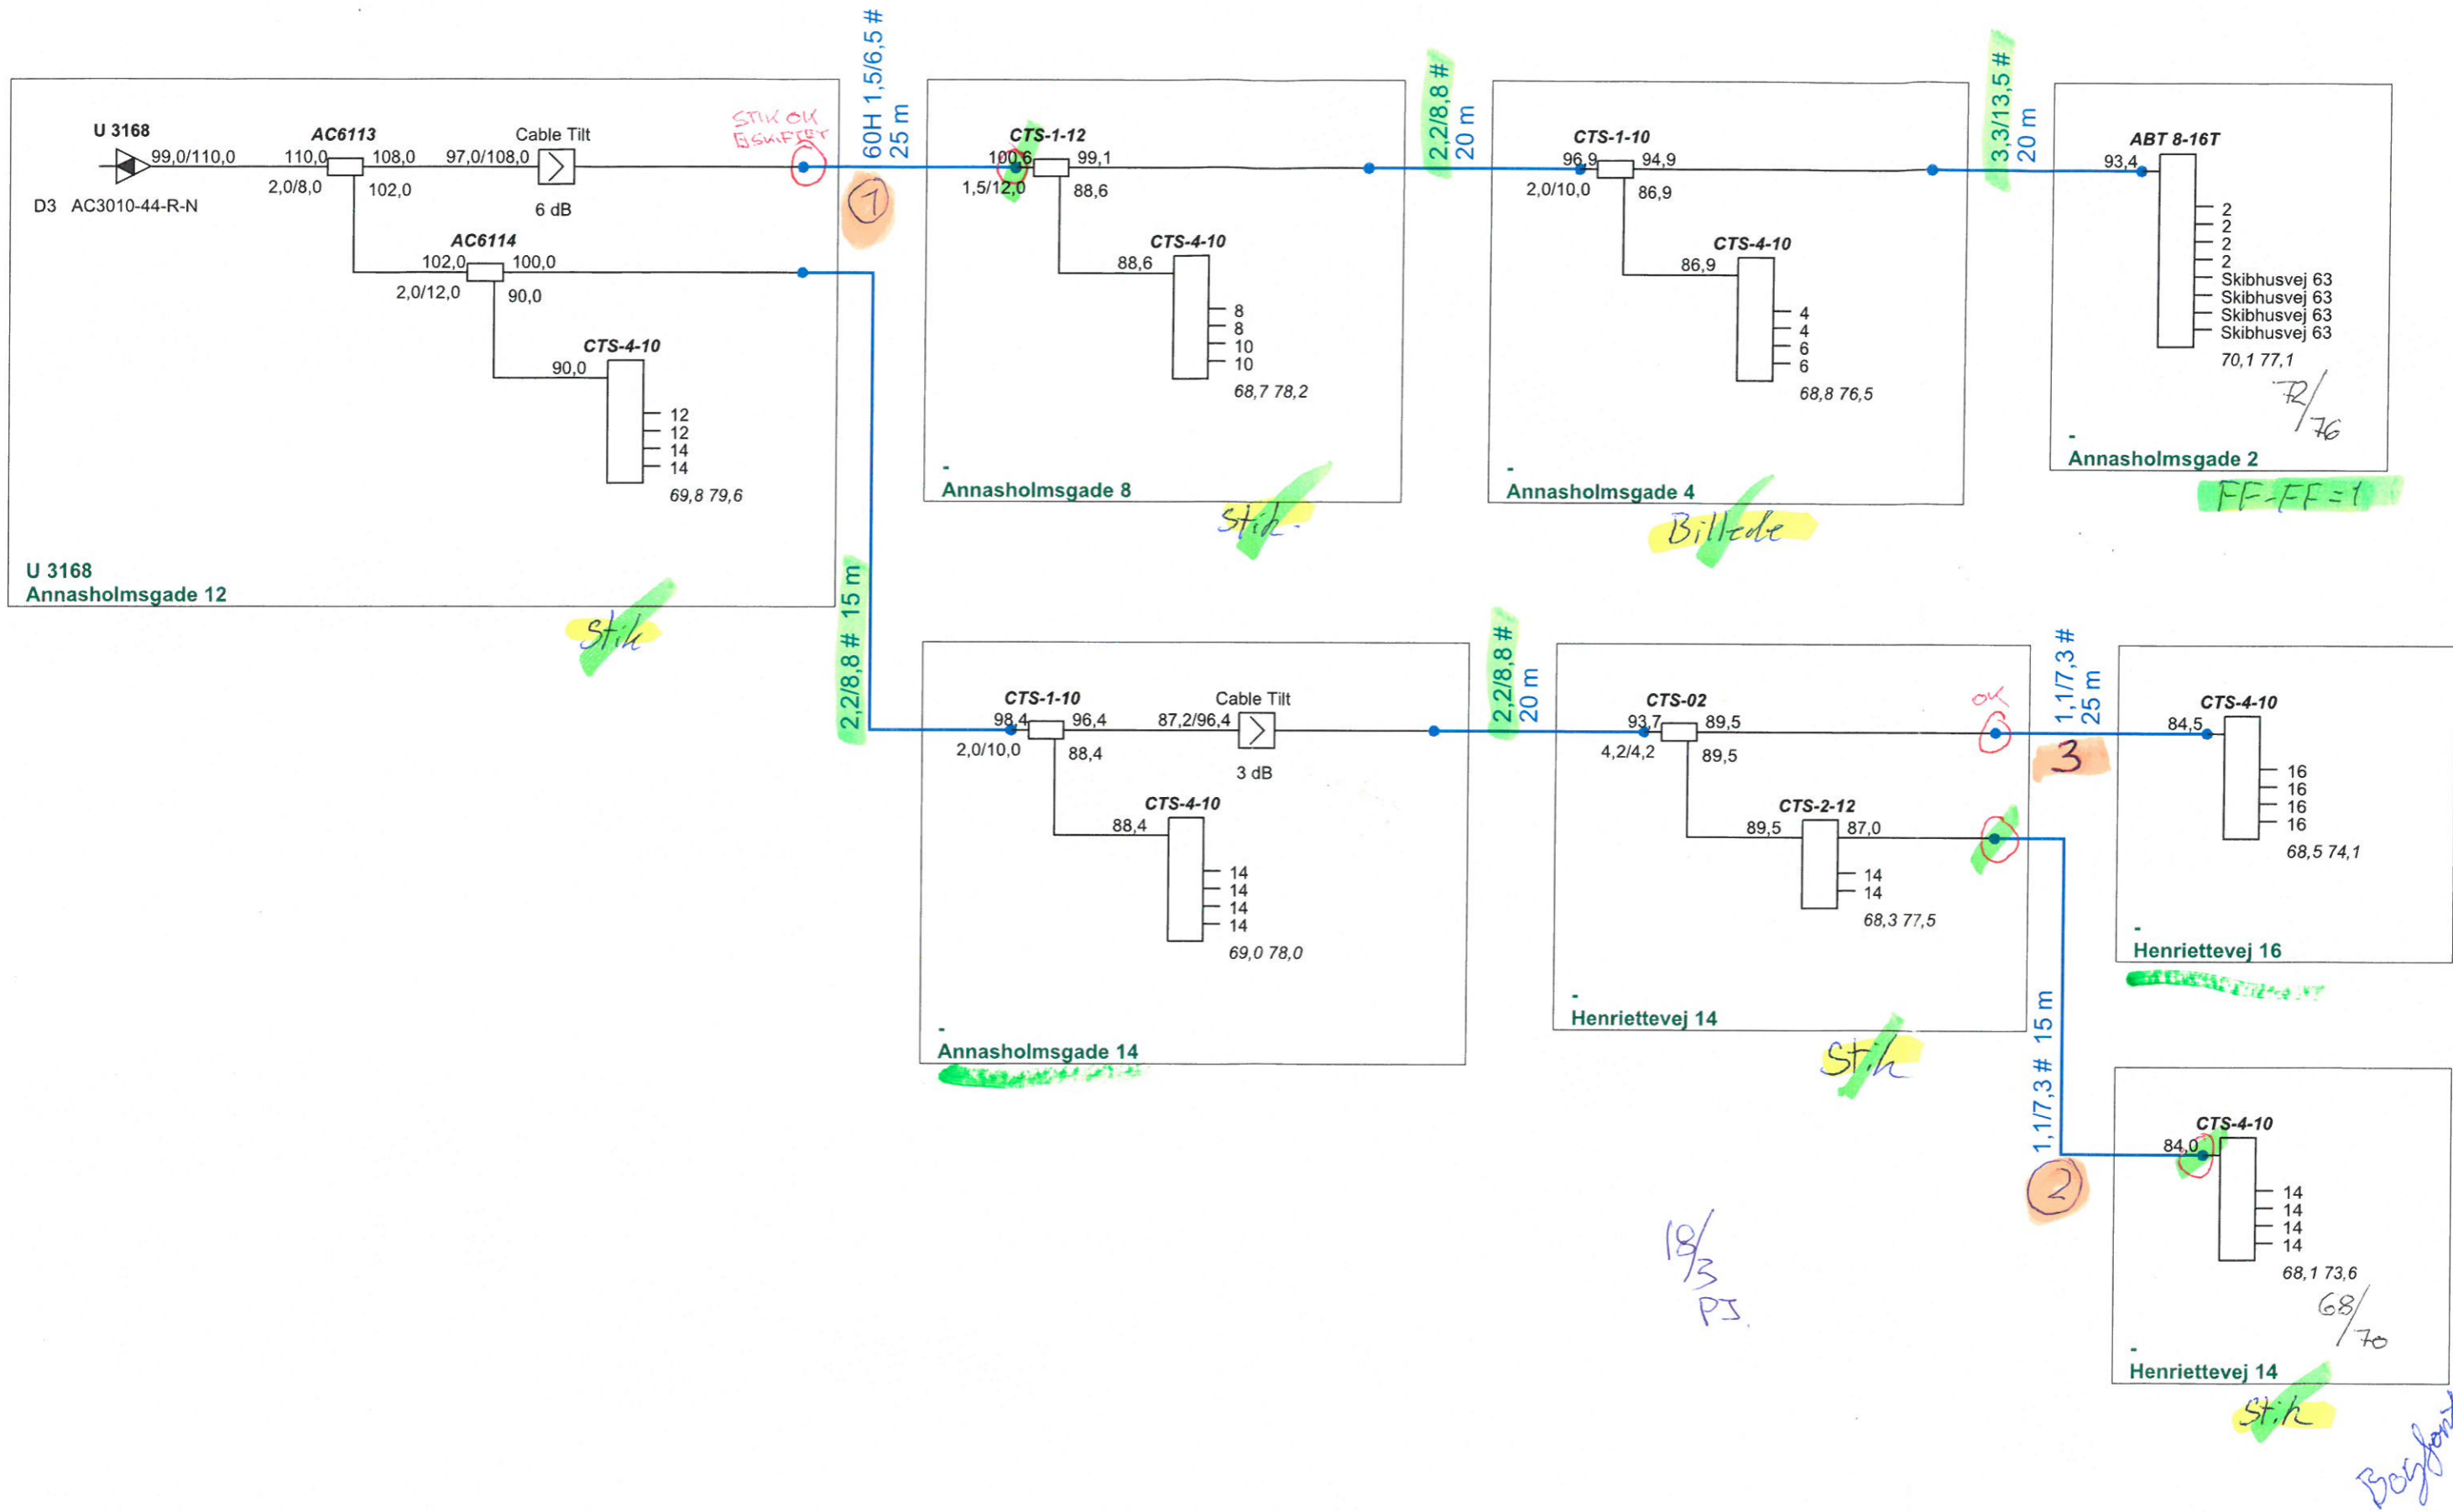 U 3168
99,0/110,0
D3 AC3010-44-R-N
AC6113
110,0
108,0
2,0/8,0
102,0
97,0/108,0
Cable Tilt
6 dB
STIK OK
AC6114
102,0
100,0
2,0/12,0
90,0
CTS-4-10
90,0
12
12
14
14
69,8 79,6
U 3168
Annasholmsgade 12
Stik
60H 1,5/6,5 #
25 m
1
CTS-1-12
100,6
99,1
1,5/12,0
88,6
CTS-4-10
88,6
8
8
10
10
68,7 78,2
-
Annasholmsgade 8
Stik
2,2/8,8 #
20 m
CTS-1-10
96,9
94,9
2,0/10,0
86,9
CTS-4-10
86,9
4
4
6
6
68,8 76,5
-
Annasholmsgade 4
Billede
3,3/13,5 #
20 m
ABT 8-16T
93,4
2
2
2
2
Skibhusvej 63
Skibhusvej 63
Skibhusvej 63
Skibhusvej 63
70,1 77,1
72/76
-
Annasholmsgade 2
FF-FF=1
2,2/8,8 # 15 m
CTS-1-10
98,4
96,4
2,0/10,0
88,4
87,2/96,4
Cable Tilt
3 dB
CTS-4-10
88,4
14
14
14
14
69,0 78,0
-
Annasholmsgade 14
2,2/8,8 #
20 m
CTS-02
93,7
89,5
4,2/4,2
89,5
OK
CTS-2-12
89,5
87,0
14
14
68,3 77,5
-
Henriettevej 14
Stik
1,1/7,3 #
25 m
3
CTS-4-10
84,5
16
16
16
16
68,5 74,1
-
Henriettevej 16
1,1/7,3 # 15 m
2
CTS-4-10
84,0
14
14
14
14
68,1 73,6
68/70
-
Henriettevej 14
Stik
18/3
PJ.